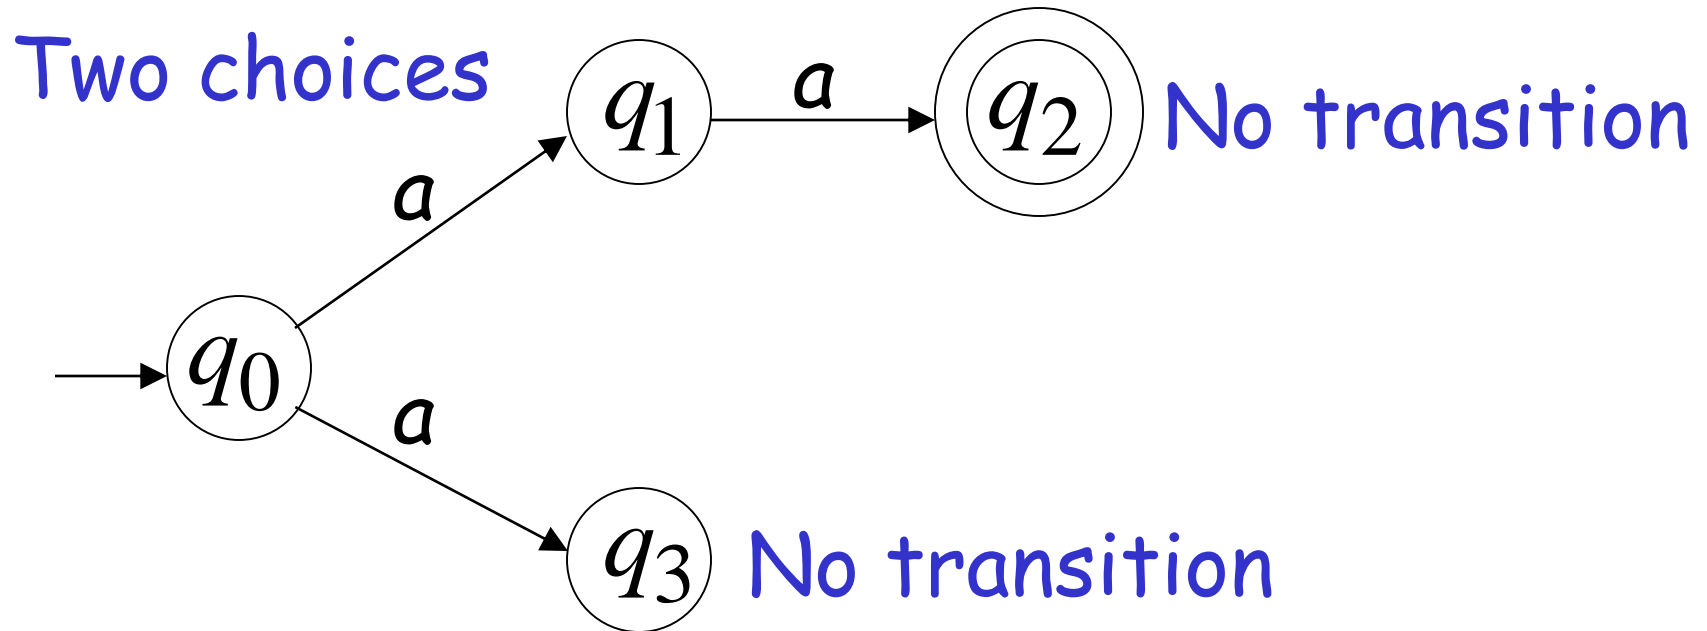 Two choices
q1
a
q2
No transition
a
q0
a
q3
No transition